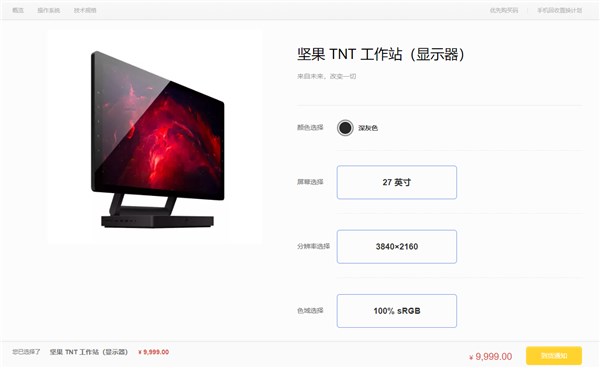 概览 操作系统 技术规格 优先购买码 手机回收置换计划
坚果 TNT 工作站（显示器）
来自未来，改变一切
颜色选择 深灰色
屏幕选择 27 英寸
分辨率选择 3840×2160
色域选择 100% sRGB
您已选择了 坚果 TNT 工作站（显示器） ¥ 9,999.00 ¥ 9,999.00 到货通知